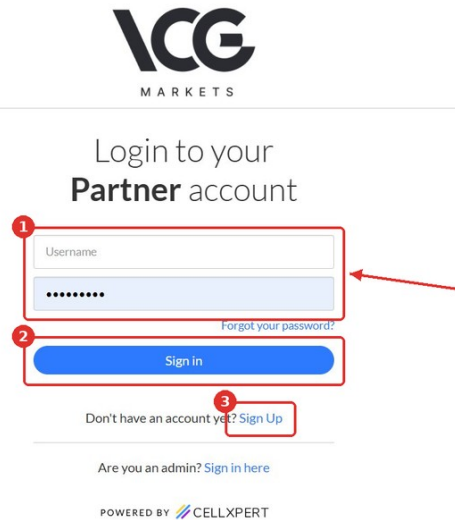 VCG
MARKETS
Login to your
Partner account
1
Username
•••••••••
Forgot your password?
2
Sign in
3
Don't have an account yet? Sign Up
Are you an admin? Sign in here
POWERED BY CELLXPERT